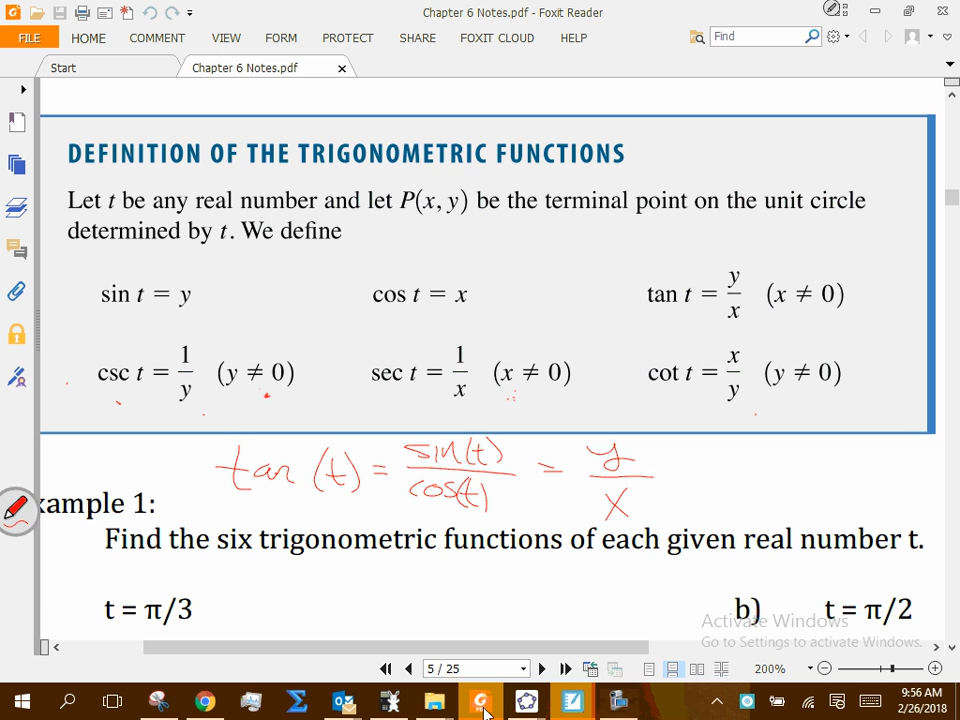 Chapter 6 Notes.pdf - Foxit Reader
FILE HOME COMMENT VIEW FORM PROTECT SHARE FOXIT CLOUD HELP Find
Start Chapter 6 Notes.pdf
DEFINITION OF THE TRIGONOMETRIC FUNCTIONS
Let t be any real number and let P(x, y) be the terminal point on the unit circle
determined by t. We define
sin t = y cos t = x tan t = y/x (x ≠ 0)
csc t = 1/y (y ≠ 0) sec t = 1/x (x ≠ 0) cot t = x/y (y ≠ 0)
tan (t) = sin(t)/cos(t) = y/x
xample 1:
Find the six trigonometric functions of each given real number t.
t = π/3 b) t = π/2
Activate Windows
Go to Settings to activate Windows.
5 / 25 200%
9:56 AM
2/26/2018